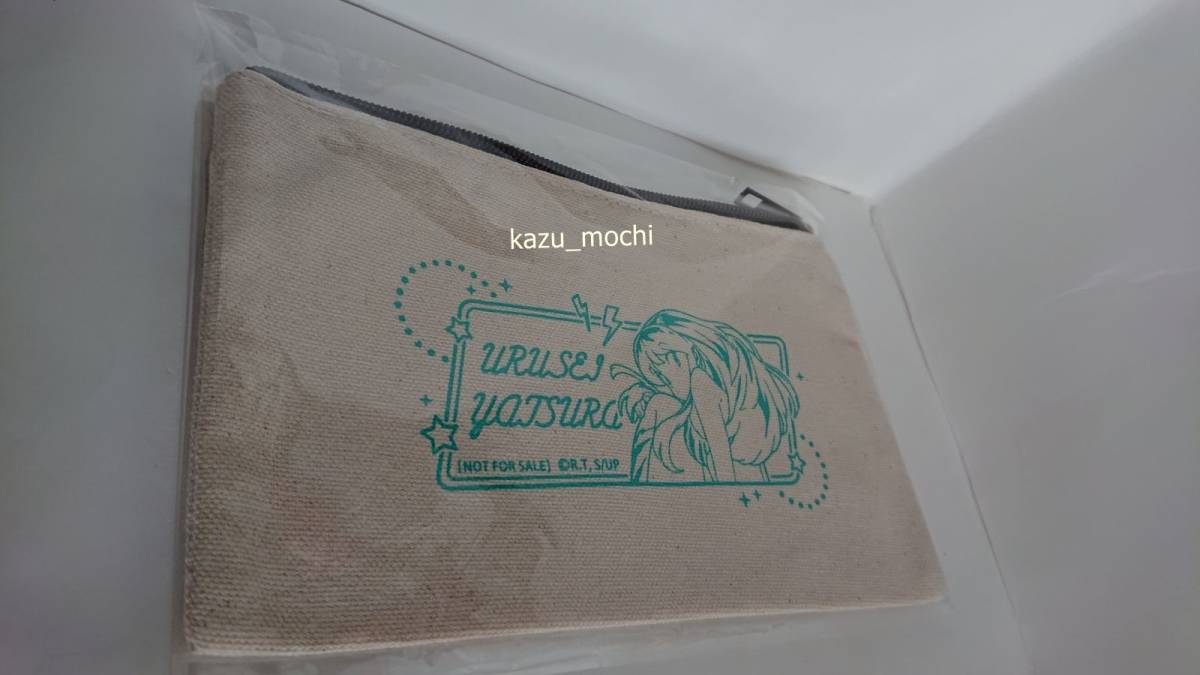 kazu_mochi
URUSEI
YATSURA
[NOT FOR SALE] ©R.T, S/UP